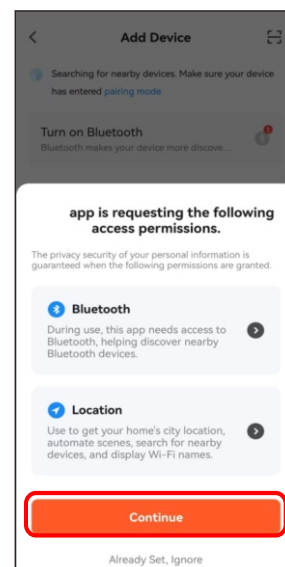 Add Device
Searching for nearby devices. Make sure your device
has entered pairing mode
Turn on Bluetooth
Bluetooth makes your device more discove...
app is requesting the following
access permissions.
The privacy security of your personal information is
guaranteed when the following permissions are granted.
Bluetooth
During use, this app needs access to
Bluetooth, helping discover nearby
Bluetooth devices.
Location
Use to get your home's city location,
automate scenes, search for nearby
devices, and display Wi-Fi names.
Continue
Already Set, Ignore